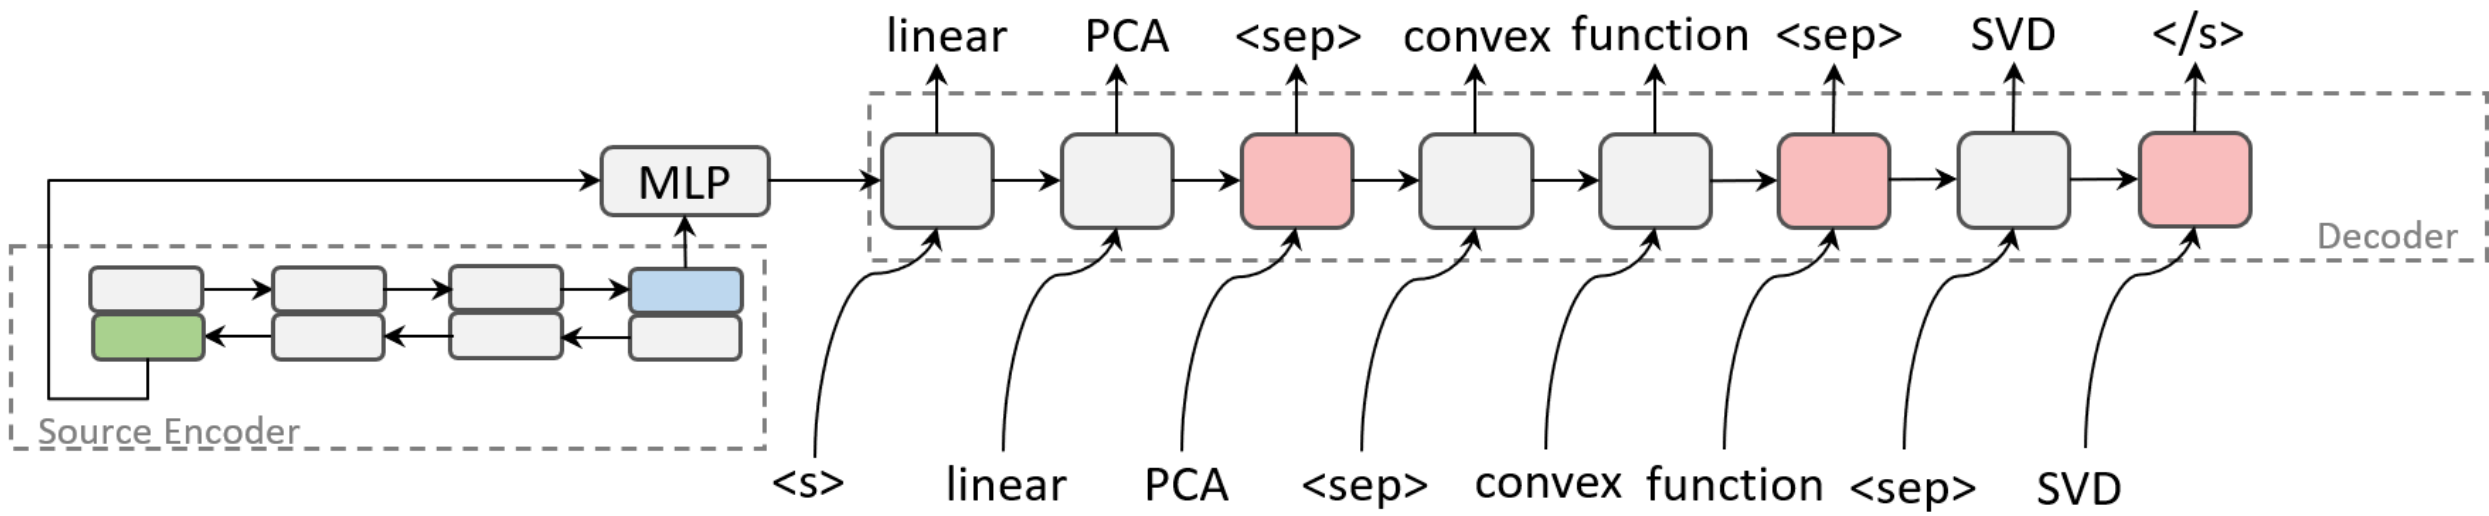 linear PCA <sep> convex function <sep> SVD </s>
MLP
Decoder
Source Encoder
<s> linear PCA <sep> convex function <sep> SVD